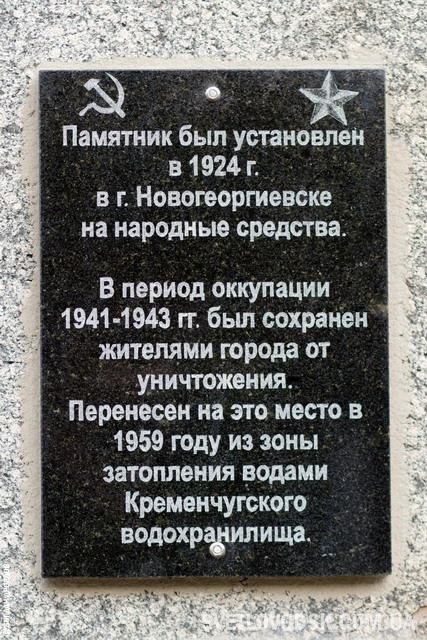 Памятник был установлен
в 1924 г.
в г. Новогеоргиевске
на народные средства.
В период оккупации
1941-1943 гг. был сохранен
жителями города от
уничтожения.
Перенесен на это место в
1959 году из зоны
затопления водами
Кременчугского
водохранилища.
SVETLOVODSK.COM.UA